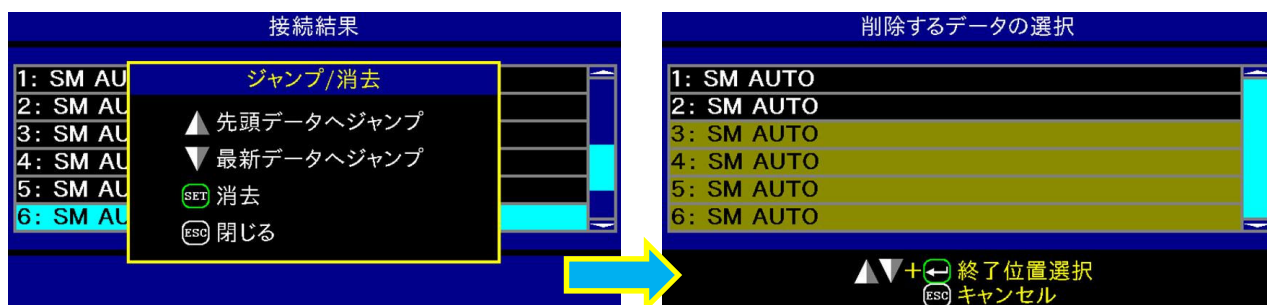 接続結果
1: SM AU
2: SM AU
3: SM AU
4: SM AU
5: SM AU
6: SM AU
ジャンプ/消去
先頭データへジャンプ
最新データへジャンプ
SET 消去
ESC 閉じる
削除するデータの選択
1: SM AUTO
2: SM AUTO
3: SM AUTO
4: SM AUTO
5: SM AUTO
6: SM AUTO
+ 終了位置選択
ESC キャンセル